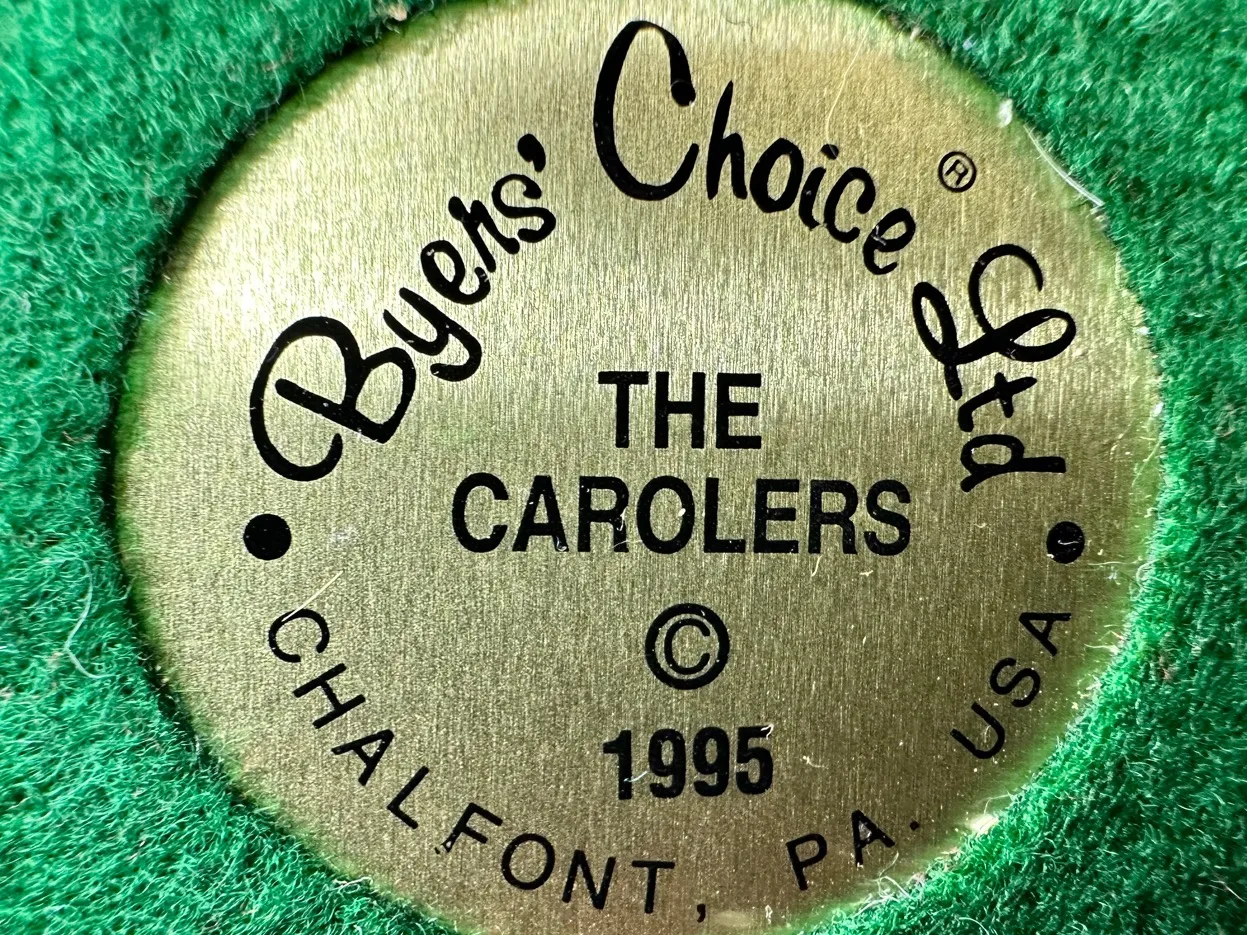 Byers' Choice® Ltd
THE
CAROLERS
©
1995
CHALFONT, PA. USA